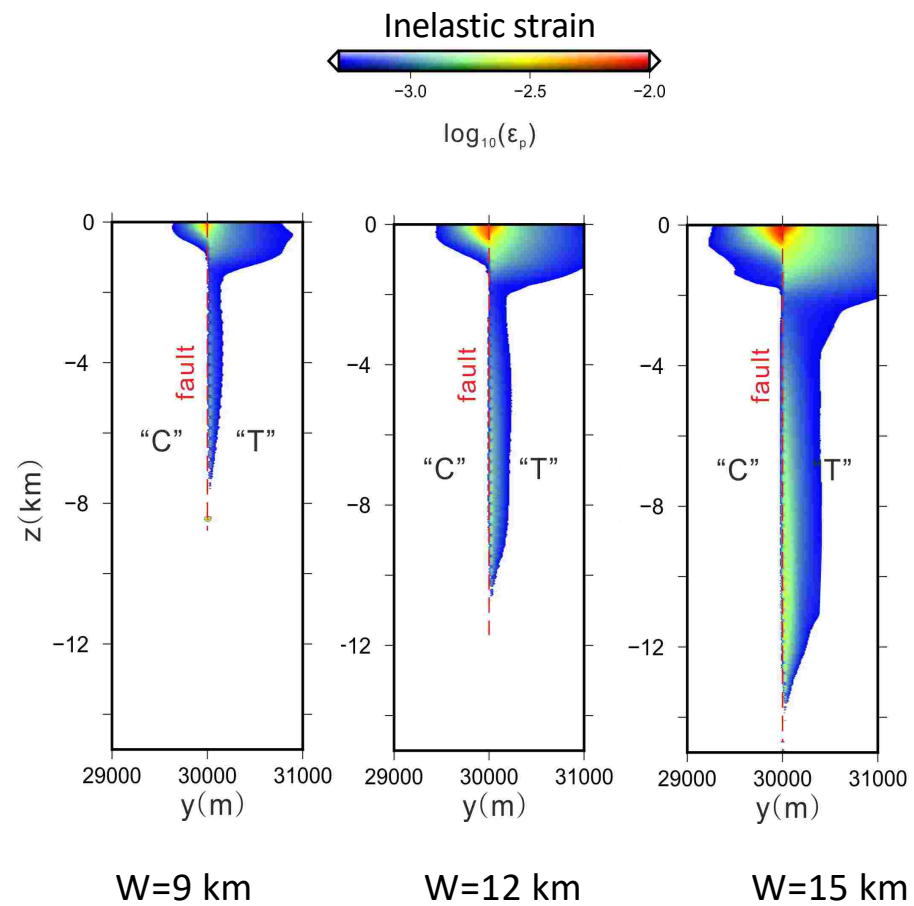 Inelastic strain
−3.0 −2.5 −2.0
log₁₀(εₚ)
0 0 0
−4 −4 −4
fault fault fault
“C” “T” “C” “T” “C” “T”
z(km)
−8 −8 −8
−12 -12 −12
29000 30000 31000 29000 30000 31000 29000 30000 31000
y(m) y(m) y(m)
W=9 km W=12 km W=15 km